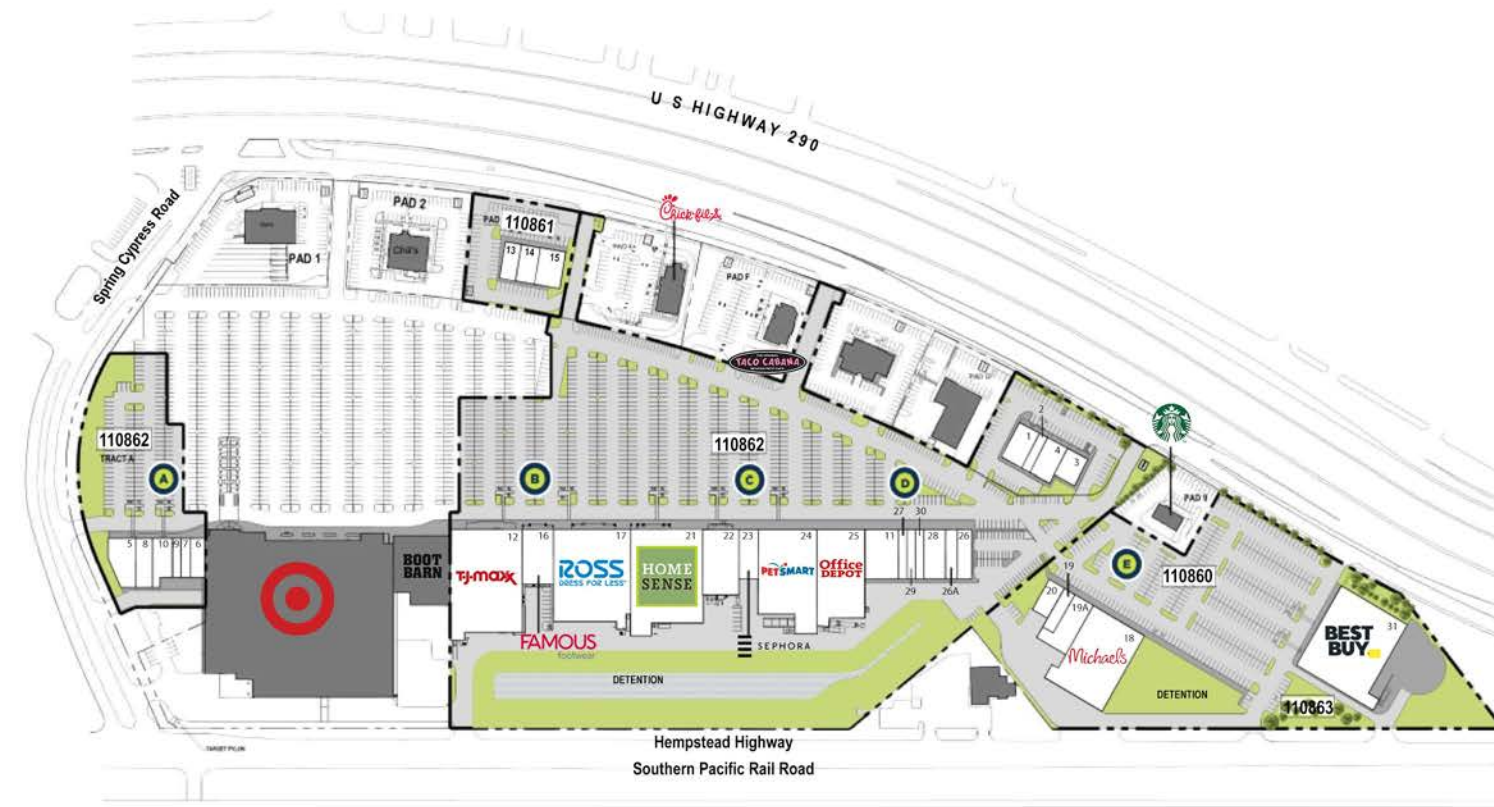 U S HIGHWAY 290
Spring Cypress Road
PAD 1
PAD 2
Chili's
PAD
110861
13
14
15
Chick-fil-A
PAD F
TACO CABANA
2
1
4
3
PAD 9
110862
TRACT A
A
B
110862
C
D
E
110860
5
8
10
9
7
6
BOOT
BARN
12
T.J.maxx
16
FAMOUS
footwear
17
ROSS
DRESS FOR LESS
21
HOME
SENSE
22
23
SEPHORA
24
PETSMART
25
Office
DEPOT
11
27
30
28
26
29
26A
19
20
19A
18
Michaels
31
BEST
BUY
DETENTION
DETENTION
110863
TARGET PYLON
Hempstead Highway
Southern Pacific Rail Road